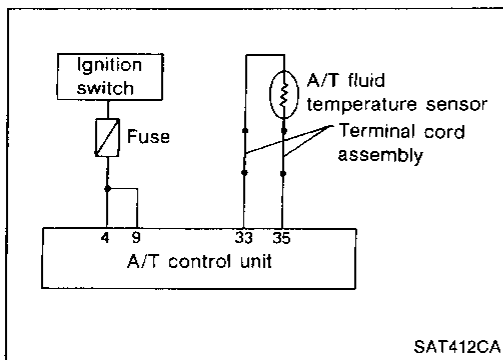 Ignition
switch
Fuse
A/T fluid
temperature sensor
Terminal cord
assembly
4 9 33 35
A/T control unit
SAT412CA